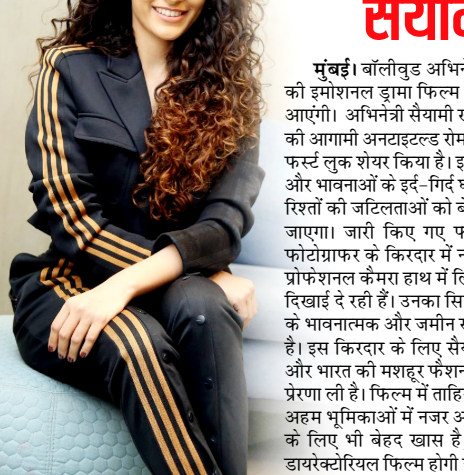 मुंबई। बॉलीवुड
की इमोशनल ड्रामा फिल्म
आएंगी। अभिनेत्री सैयामी
की आगामी अनटाइटल्ड
फर्स्ट लुक शेयर किया है।
और भावनाओं के इर्द-गिर्द
रिश्तों की जटिलताओं को
जाएगा। जारी किए गए
फोटोग्राफर के किरदार में
प्रोफेशनल कैमरा हाथ में
दिखाई दे रही हैं। उनका
के भावनात्मक और जमीन
है। इस किरदार के लिए
और भारत की मशहूर फैशन
प्रेरणा ली है। फिल्म में
अहम भूमिकाओं में नजर
के लिए भी बेहद खास है
डायरेक्टोरियल फिल्म होगी